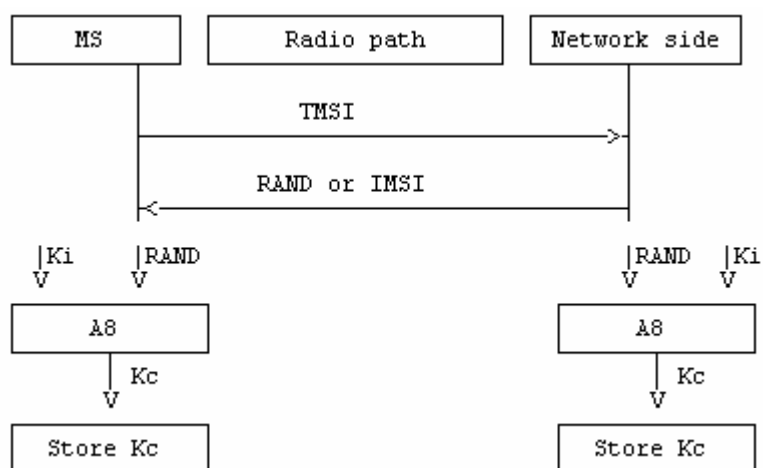 MS Radio path Network side
TMSI
RAND or IMSI
Ki RAND RAND Ki
A8 A8
Kc Kc
Store Kc Store Kc